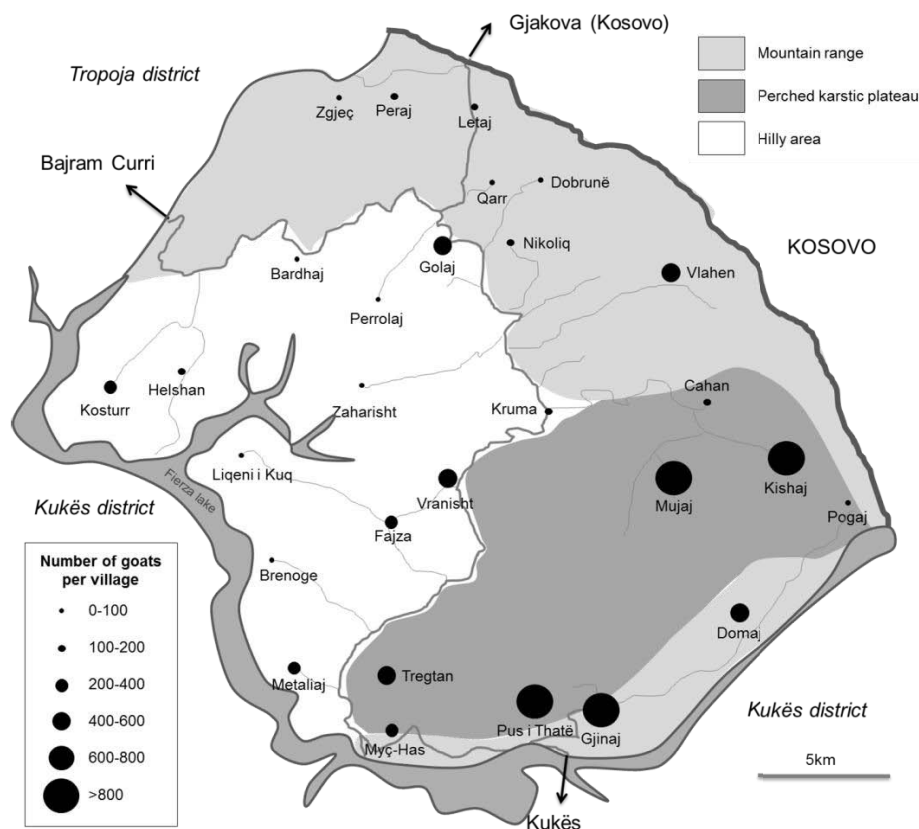 Gjakova (Kosovo)
Tropoja district
Mountain range
Perched karstic plateau
Hilly area
Zgjeç
Peraj
Letaj
Bajram Curri
Qarr
Dobrunë
Nikoliq
KOSOVO
Bardhaj
Golaj
Vlahen
Perrolaj
Kosturr
Helshan
Zaharisht
Kruma
Cahan
Liqeni i Kuq
Fierza lake
Vranisht
Mujaj
Kishaj
Kukës district
Pogaj
Fajza
Number of goats
per village
0-100
100-200
200-400
400-600
600-800
>800
Brenoge
Domaj
Metaliaj
Tregtan
Pus i Thatë
Gjinaj
Kukës district
Myç-Has
5km
Kukës